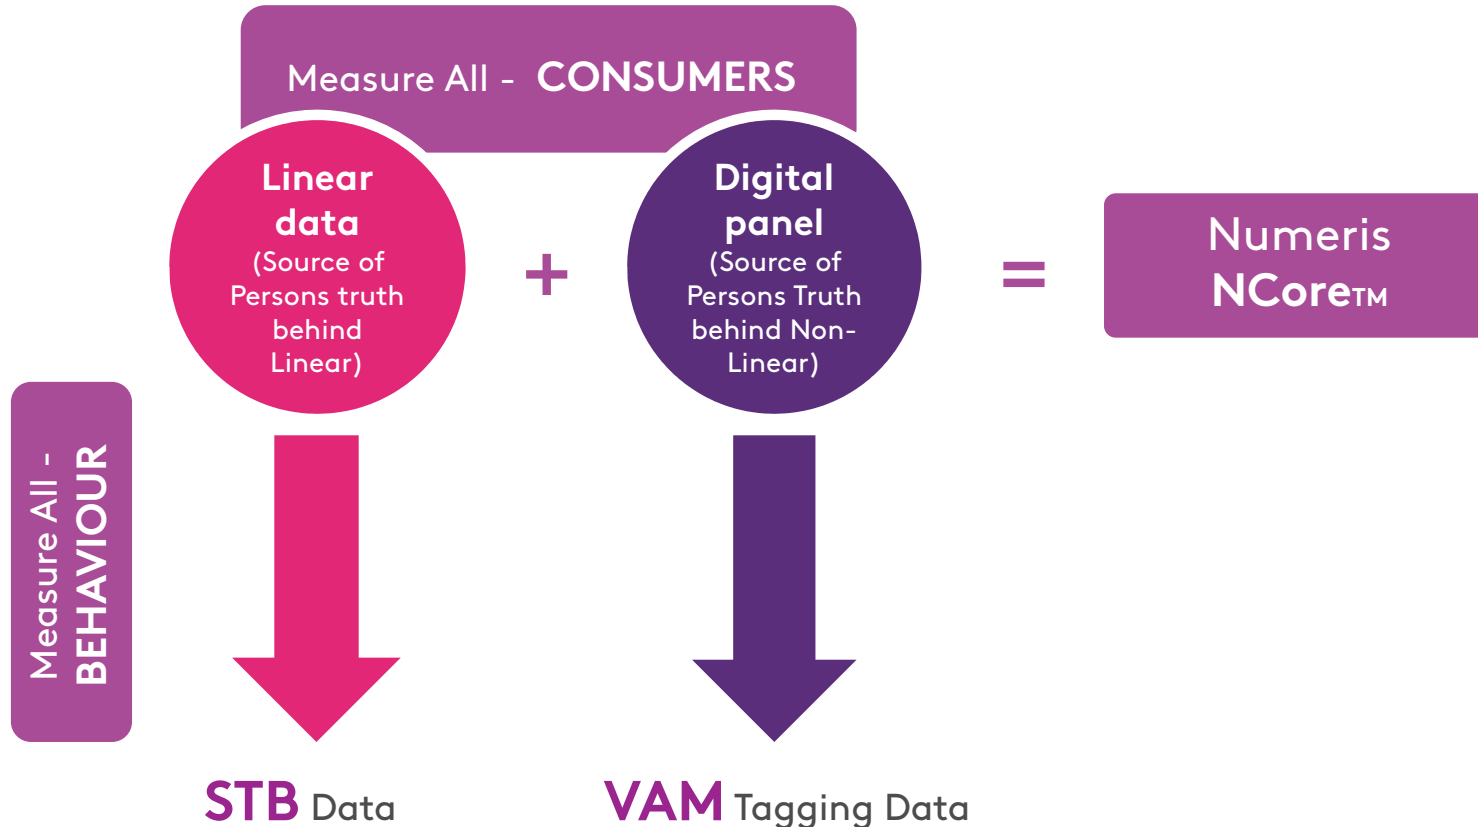 Measure All - CONSUMERS
Linear
data
(Source of
Persons truth
behind
Linear)
+
Digital
panel
(Source of
Persons Truth
behind Non-
Linear)
=
Numeris
NCore™
Measure All -
BEHAVIOUR
STB Data
VAM Tagging Data